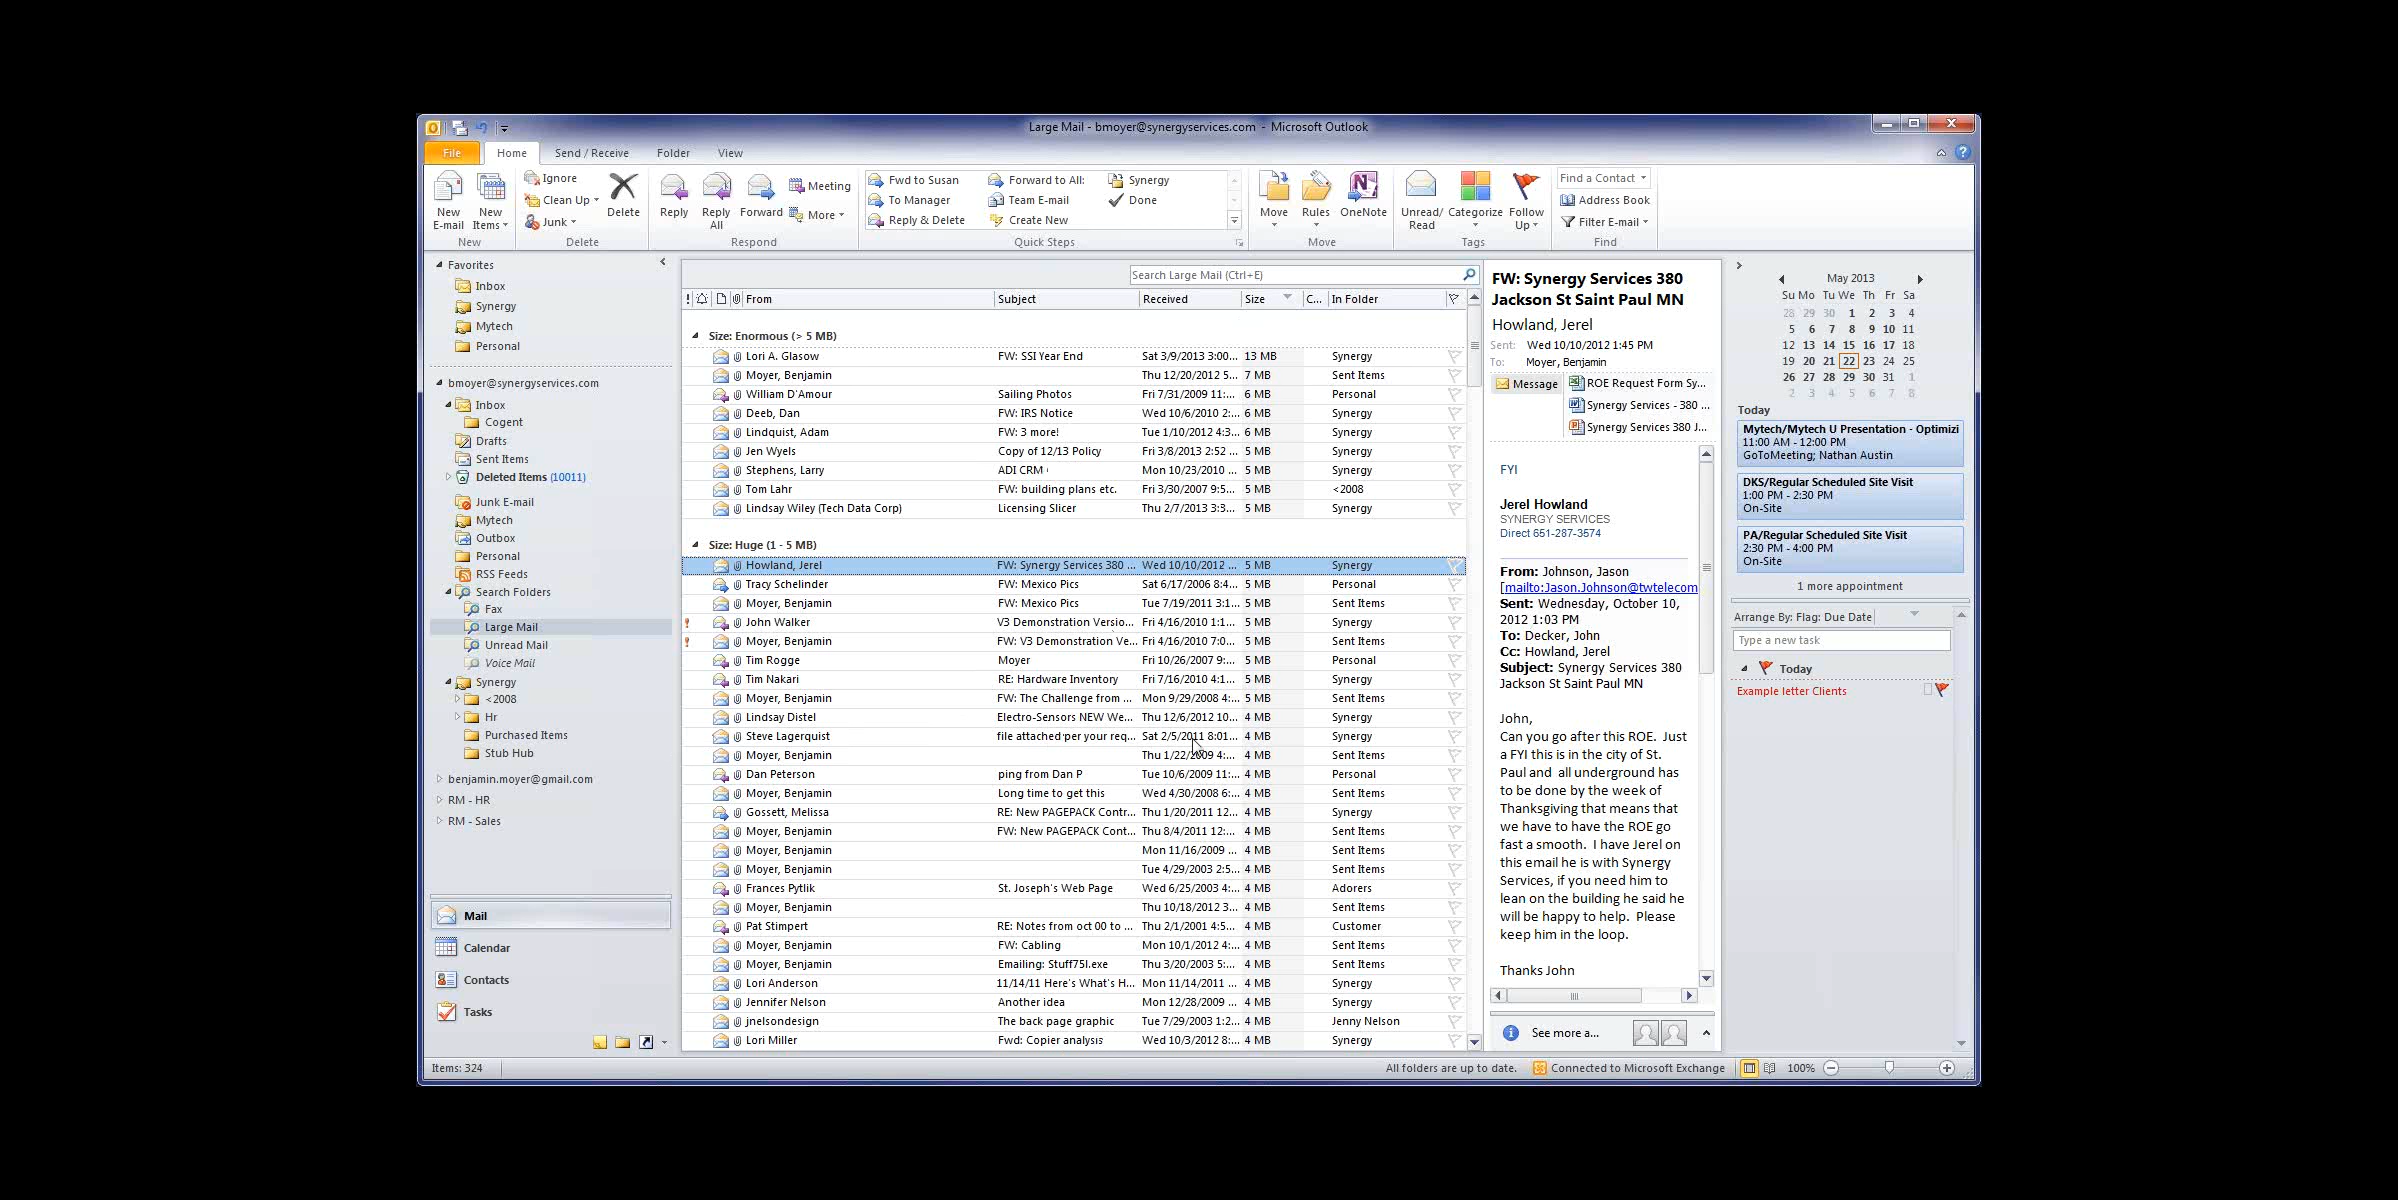 Large Mail - bmoyer@synergyservices.com - Microsoft Outlook
File Home Send / Receive Folder View
New E-mail
New Items
New
Ignore
Clean Up
Junk
Delete
Delete
Reply
Reply All
Forward
Meeting
More
Respond
Fwd to Susan
To Manager
Reply & Delete
Forward to All:
Team E-mail
Create New
Synergy
Done
Quick Steps
Move
Rules
OneNote
Move
Unread/ Read
Categorize
Follow Up
Tags
Find a Contact
Address Book
Filter E-mail
Find
Favorites
Inbox
Synergy
Mytech
Personal
bmoyer@synergyservices.com
Inbox
Cogent
Drafts
Sent Items
Deleted Items (10011)
Junk E-mail
Mytech
Outbox
Personal
RSS Feeds
Search Folders
Fax
Large Mail
Unread Mail
Voice Mail
Synergy
<2008
Hr
Purchased Items
Stub Hub
benjamin.moyer@gmail.com
RM - HR
RM - Sales
Mail
Calendar
Contacts
Tasks
Search Large Mail (Ctrl+E)
From Subject Received Size C... In Folder
Size: Enormous (> 5 MB)
Lori A. Glasow FW: SSI Year End Sat 3/9/2013 3:00... 13 MB Synergy
Moyer, Benjamin Thu 12/20/2012 5... 7 MB Sent Items
William D'Amour Sailing Photos Fri 7/31/2009 11:... 6 MB Personal
Deeb, Dan FW: IRS Notice Wed 10/6/2010 2:... 6 MB Synergy
Lindquist, Adam FW: 3 more! Tue 1/10/2012 4:3... 6 MB Synergy
Jen Wyels Copy of 12/13 Policy Fri 3/8/2013 2:52 ... 5 MB Synergy
Stephens, Larry ADI CRM Mon 10/23/2010 ... 5 MB Synergy
Tom Lahr FW: building plans etc. Fri 3/30/2007 9:5... 5 MB <2008
Lindsay Wiley (Tech Data Corp) Licensing Slicer Thu 2/7/2013 3:3... 5 MB Synergy
Size: Huge (1 - 5 MB)
Howland, Jerel FW: Synergy Services 380 ... Wed 10/10/2012 ... 5 MB Synergy
Tracy Schelinder FW: Mexico Pics Sat 6/17/2006 8:4... 5 MB Personal
Moyer, Benjamin FW: Mexico Pics Tue 7/19/2011 3:1... 5 MB Sent Items
John Walker V3 Demonstration Versio... Fri 4/16/2010 1:1... 5 MB Synergy
Moyer, Benjamin FW: V3 Demonstration Ve... Fri 4/16/2010 7:0... 5 MB Sent Items
Tim Rogge Moyer Fri 10/26/2007 9:... 5 MB Personal
Tim Nakari RE: Hardware Inventory Fri 7/16/2010 4:1... 5 MB Synergy
Moyer, Benjamin FW: The Challenge from ... Mon 9/29/2008 4:... 5 MB Sent Items
Lindsay Distel Electro-Sensors NEW We... Thu 12/6/2012 10... 4 MB Synergy
Steve Lagerquist file attached per your req... Sat 2/5/2011 8:01... 4 MB Synergy
Moyer, Benjamin Thu 1/22/2009 4:... 4 MB Sent Items
Dan Peterson ping from Dan P Tue 10/6/2009 11:... 4 MB Personal
Moyer, Benjamin Long time to get this Wed 4/30/2008 6:... 4 MB Sent Items
Gossett, Melissa RE: New PAGEPACK Contr... Thu 1/20/2011 12... 4 MB Synergy
Moyer, Benjamin FW: New PAGEPACK Cont... Thu 8/4/2011 12:... 4 MB Sent Items
Moyer, Benjamin Mon 11/16/2009 ... 4 MB Sent Items
Moyer, Benjamin Tue 4/29/2003 2:5... 4 MB Sent Items
Frances Pytlik St. Joseph's Web Page Wed 6/25/2003 4:... 4 MB Adorers
Moyer, Benjamin Thu 10/18/2012 3... 4 MB Sent Items
Pat Stimpert RE: Notes from oct 00 to ... Thu 2/1/2001 4:5... 4 MB Customer
Moyer, Benjamin FW: Cabling Mon 10/1/2012 4:... 4 MB Sent Items
Moyer, Benjamin Emailing: Stuff75I.exe Thu 3/20/2003 5:... 4 MB Sent Items
Lori Anderson 11/14/11 Here's What's H... Mon 11/14/2011 ... 4 MB Synergy
Jennifer Nelson Another idea Mon 12/28/2009 ... 4 MB Synergy
jnelsondesign The back page graphic Tue 7/29/2003 1:2... 4 MB Jenny Nelson
Lori Miller Fwd: Copier analysis Wed 10/3/2012 8:... 4 MB Synergy
FW: Synergy Services 380
Jackson St Saint Paul MN
Howland, Jerel
Sent: Wed 10/10/2012 1:45 PM
To: Moyer, Benjamin
Message
ROE Request Form Sy...
Synergy Services - 380 ...
Synergy Services 380 J...
FYI
Jerel Howland
SYNERGY SERVICES
Direct 651-287-3574
From: Johnson, Jason
[mailto:Jason.Johnson@twtelecom
Sent: Wednesday, October 10,
2012 1:03 PM
To: Decker, John
Cc: Howland, Jerel
Subject: Synergy Services 380
Jackson St Saint Paul MN
John,
Can you go after this ROE. Just
a FYI this is in the city of St.
Paul and all underground has
to be done by the week of
Thanksgiving that means that
we have to have the ROE go
fast a smooth. I have Jerel on
this email he is with Synergy
Services, if you need him to
lean on the building he said he
will be happy to help. Please
keep him in the loop.
Thanks John
See more a...
May 2013
Su Mo Tu We Th Fr Sa
28 29 30 1 2 3 4
5 6 7 8 9 10 11
12 13 14 15 16 17 18
19 20 21 22 23 24 25
26 27 28 29 30 31 1
2 3 4 5 6 7 8
Today
Mytech/Mytech U Presentation - Optimizi
11:00 AM - 12:00 PM
GoToMeeting; Nathan Austin
DKS/Regular Scheduled Site Visit
1:00 PM - 2:30 PM
On-Site
PA/Regular Scheduled Site Visit
2:30 PM - 4:00 PM
On-Site
1 more appointment
Arrange By: Flag: Due Date
Type a new task
Today
Example letter Clients
Items: 324
All folders are up to date. Connected to Microsoft Exchange 100%